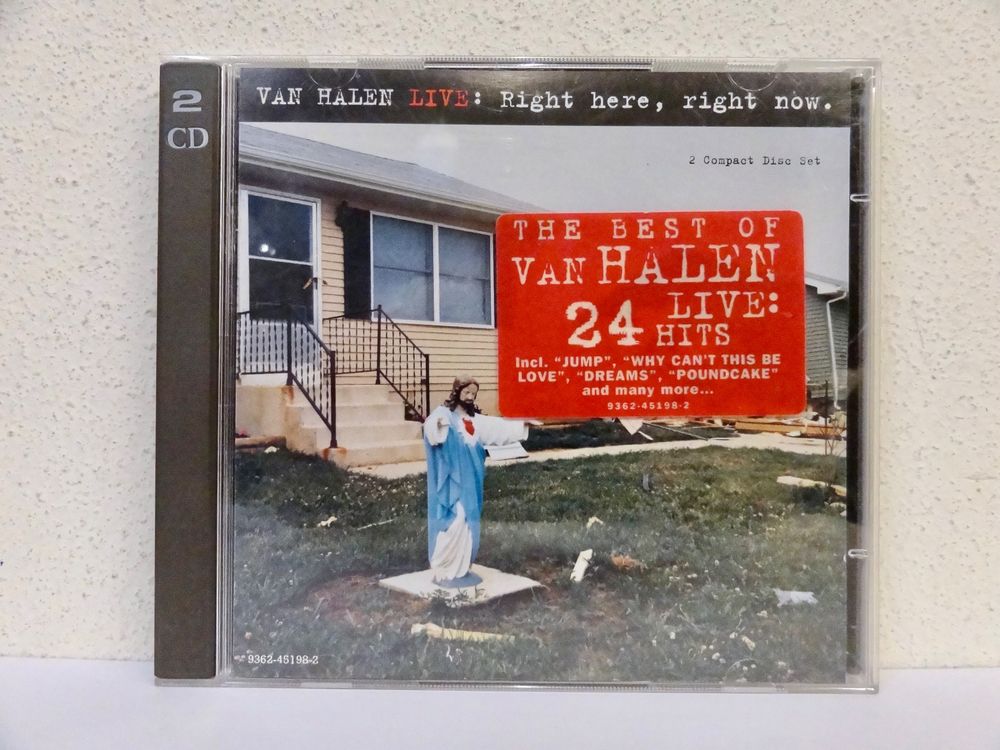 2
CD
VAN HALEN LIVE: Right here, right now.
2 Compact Disc Set
THE BEST OF
VAN HALEN
24 LIVE:
HITS
Incl. "JUMP", "WHY CAN'T THIS BE
LOVE", "DREAMS", "POUNDCAKE"
and many more...
9362-45198-2
9362-45198-2